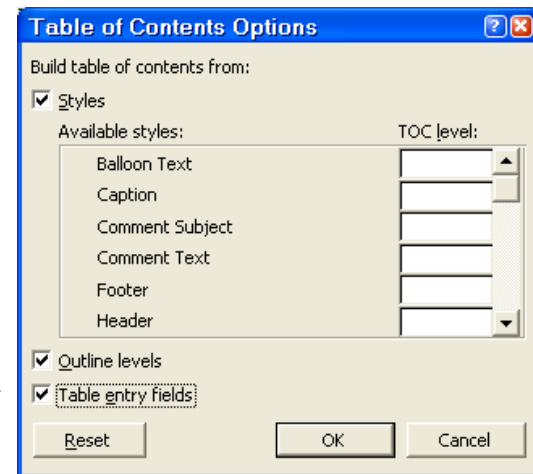 Table of Contents Options
Build table of contents from:
Styles
Available styles: TOC level:
Balloon Text
Caption
Comment Subject
Comment Text
Footer
Header
Outline levels
Table entry fields
Reset OK Cancel